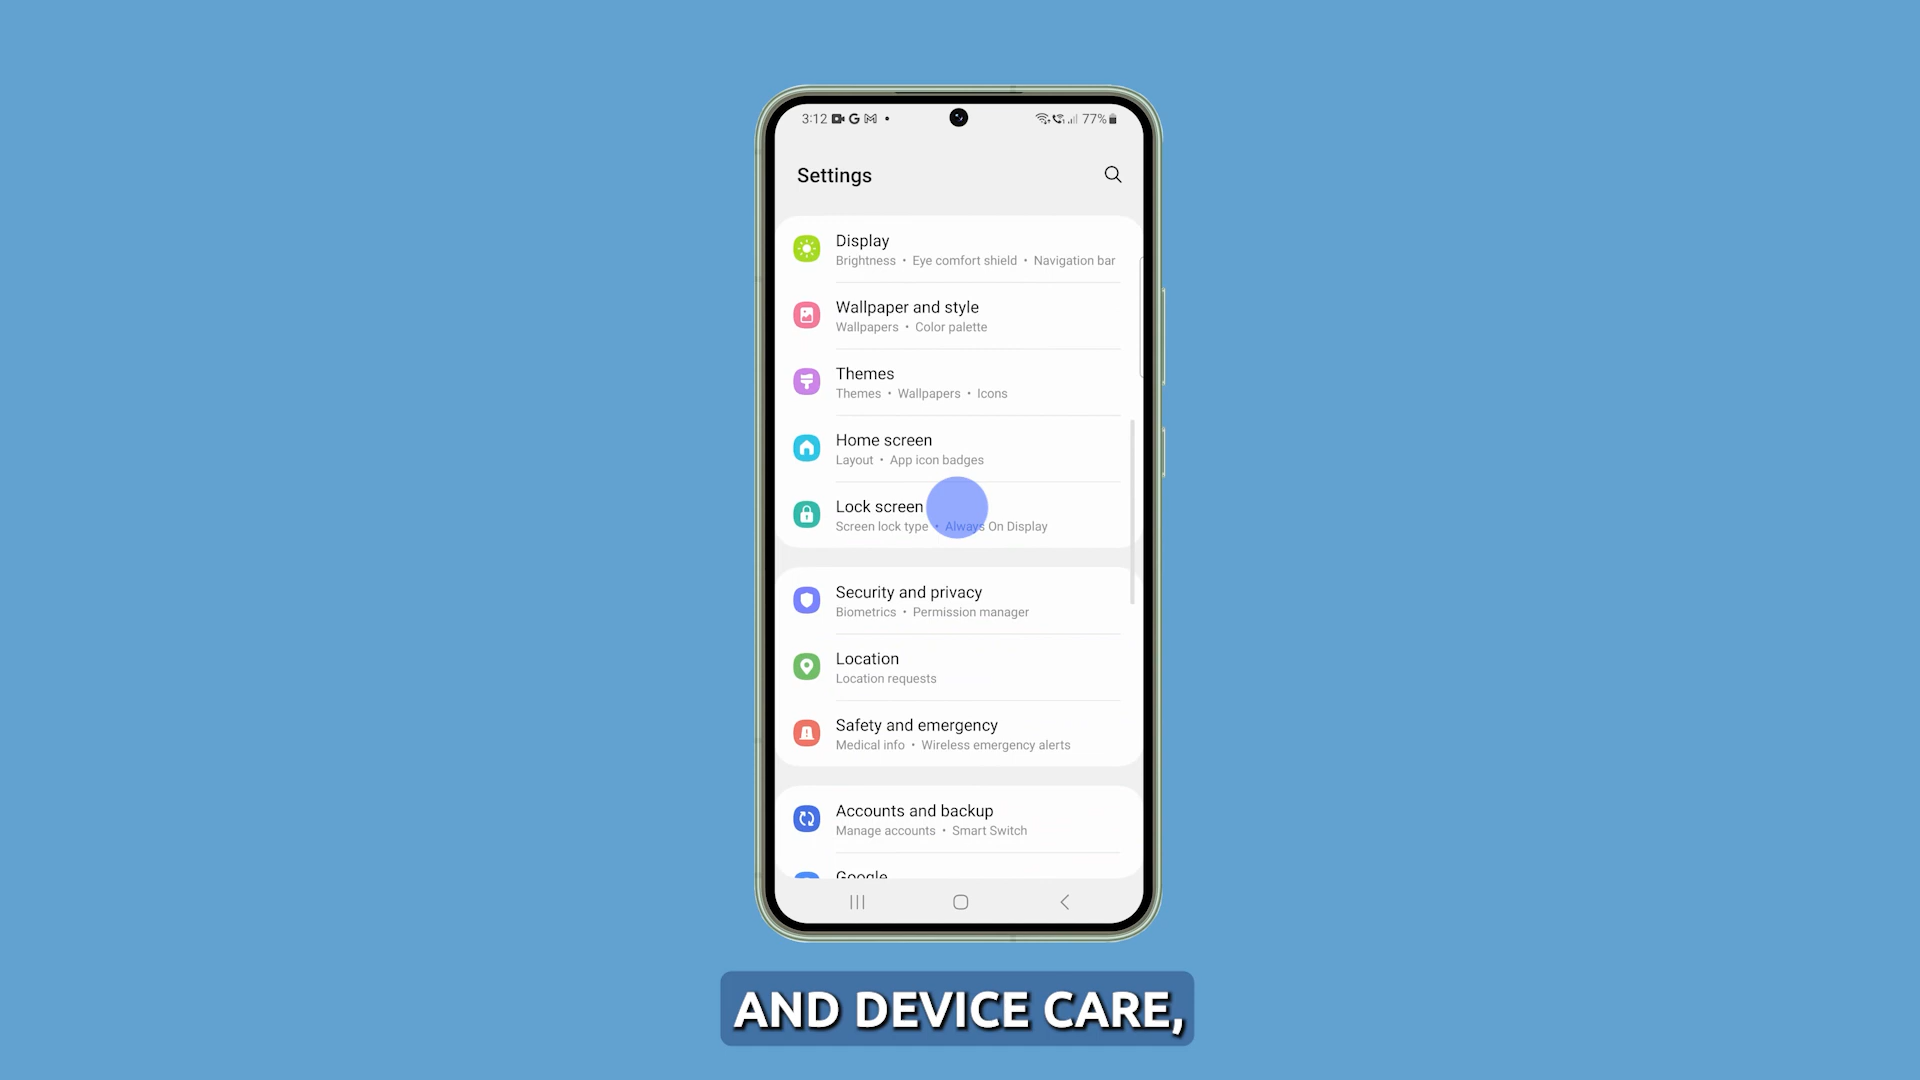 3:12
77%
Settings
Display
Brightness • Eye comfort shield • Navigation bar
Wallpaper and style
Wallpapers • Color palette
Themes
Themes • Wallpapers • Icons
Home screen
Layout • App icon badges
Lock screen
Screen lock type • Always On Display
Security and privacy
Biometrics • Permission manager
Location
Location requests
Safety and emergency
Medical info • Wireless emergency alerts
Accounts and backup
Manage accounts • Smart Switch
Google
AND DEVICE CARE,